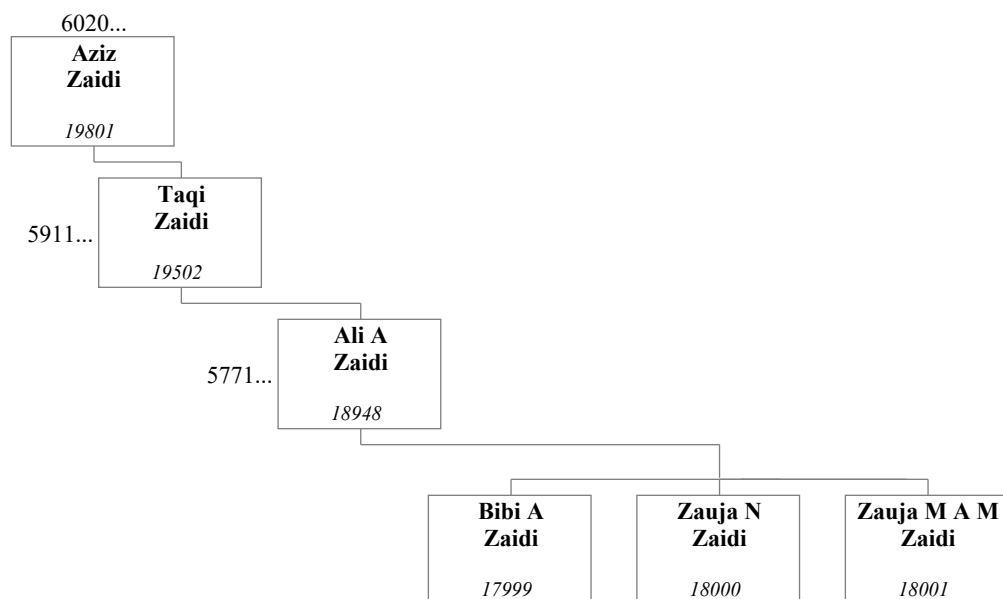 6020...
Aziz
Zaidi
19801
Taqi
Zaidi
5911...
19502
Ali A
Zaidi
5771...
18948
Bibi A
Zaidi
17999
Zauja N
Zaidi
18000
Zauja M A M
Zaidi
18001